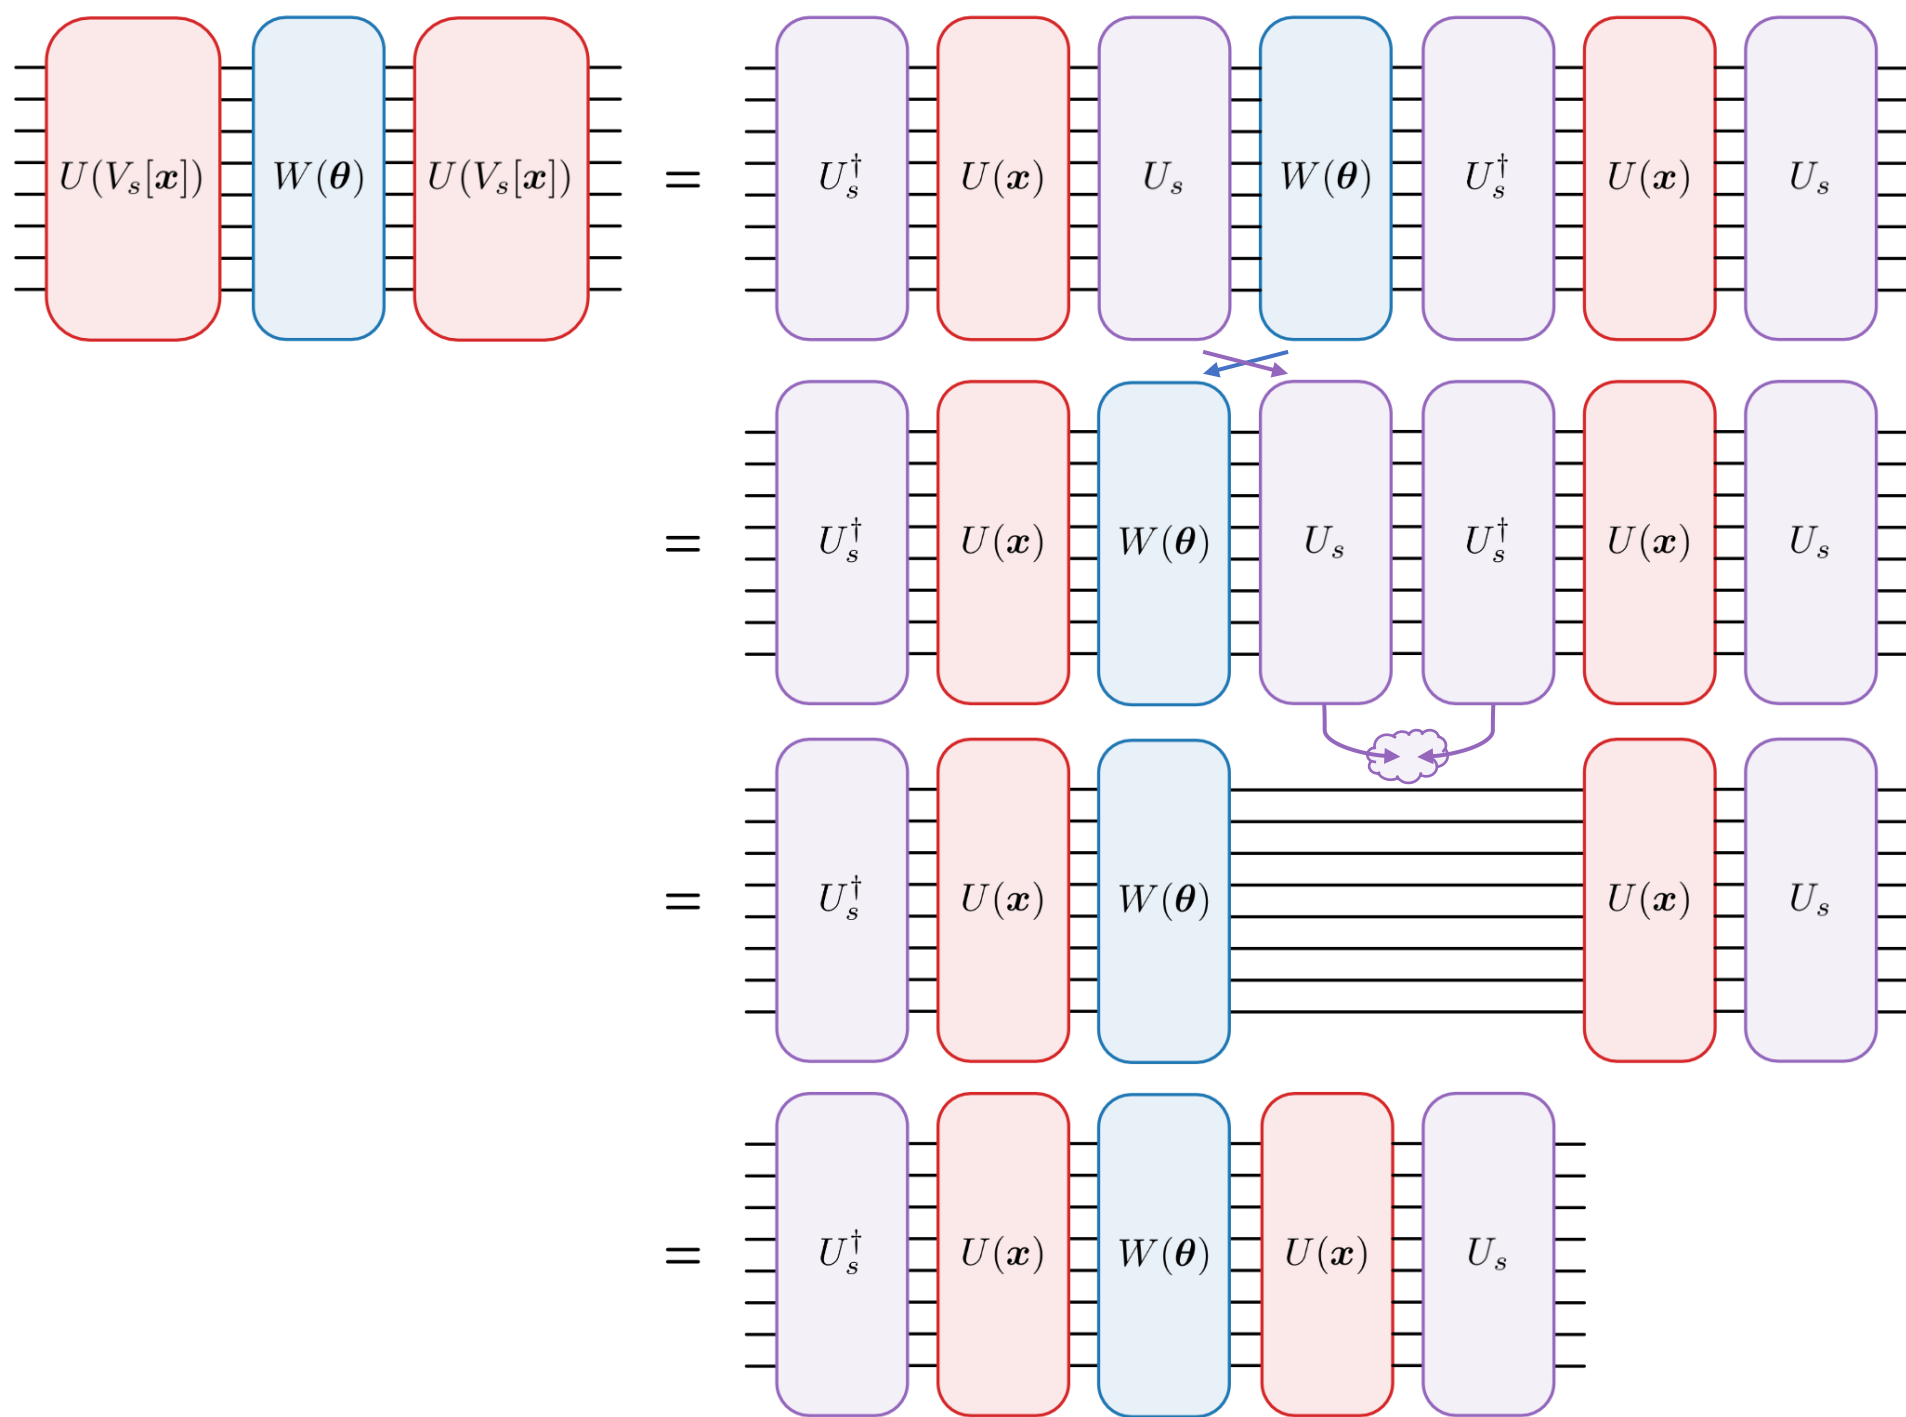 U(V_s[𝒙]) W(𝜽) U(V_s[𝒙]) = U_s^† U(𝒙) U_s W(𝜽) U_s^† U(𝒙) U_s
= U_s^† U(𝒙) W(𝜽) U_s U_s^† U(𝒙) U_s
= U_s^† U(𝒙) W(𝜽) U(𝒙) U_s
= U_s^† U(𝒙) W(𝜽) U(𝒙) U_s